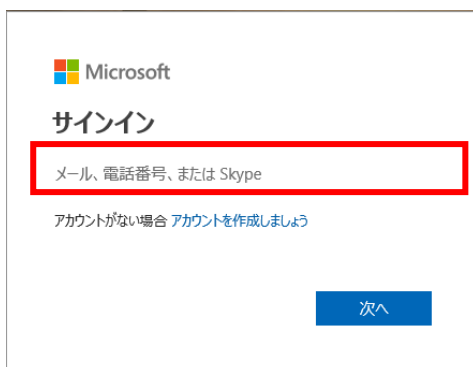 Microsoft
サインイン
メール、電話番号、または Skype
アカウントがない場合 アカウントを作成しましょう
次へ